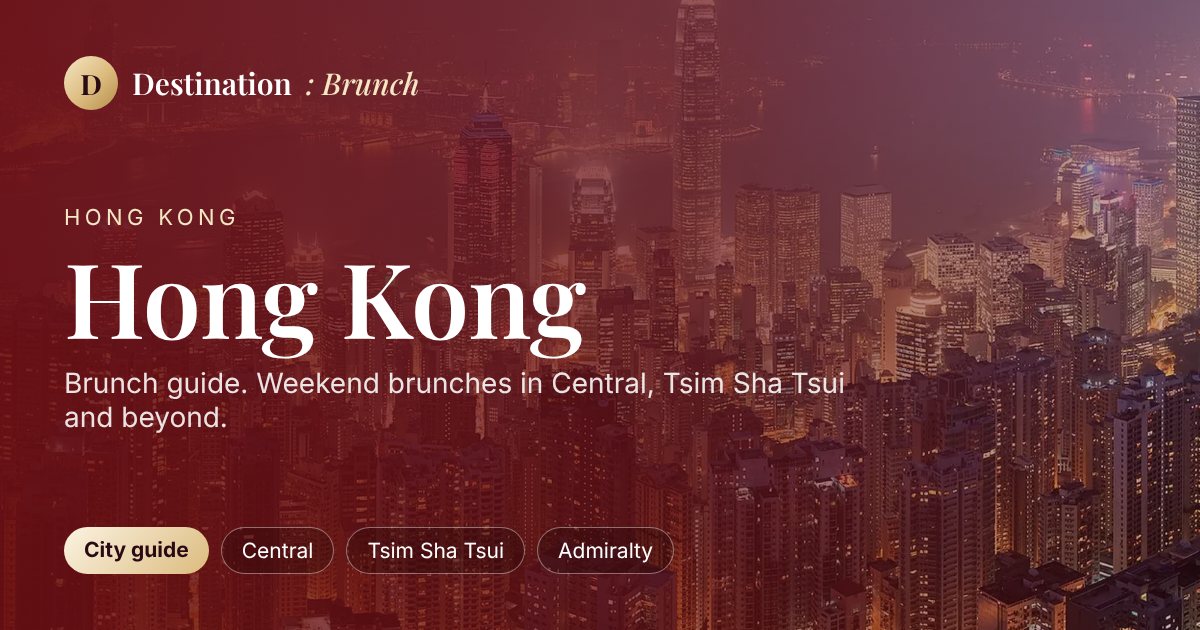 D Destination : Brunch
HONG KONG
Hong Kong
Brunch guide. Weekend brunches in Central, Tsim Sha Tsui
and beyond.
City guide Central Tsim Sha Tsui Admiralty